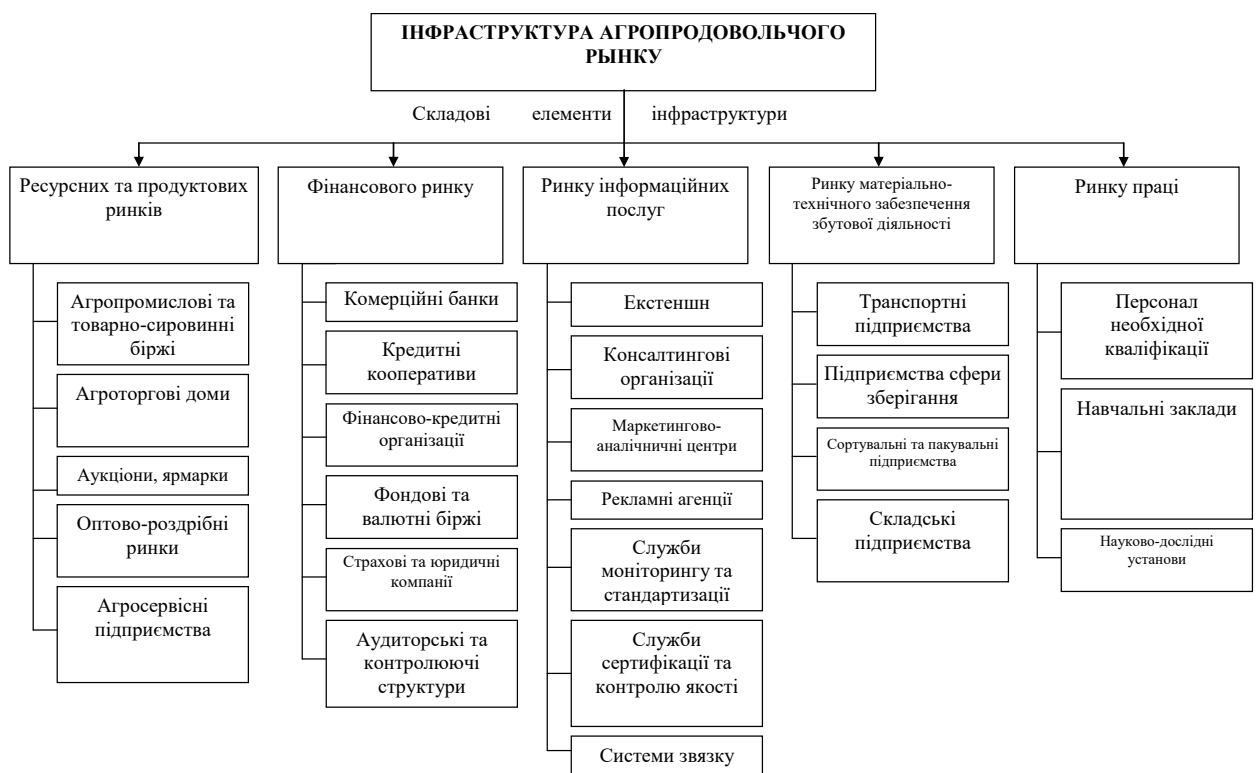 ІНФРАСТРУКТУРА АГРОПРОДОВОЛЬЧОГО
РЫНКУ
Складові елементи інфраструктури
Ресурсних та продуктових
ринків
Агропромислові та
товарно-сировинні
біржі
Агроторгові доми
Аукціони, ярмарки
Оптово-роздрібні
ринки
Агросервісні
підприємства
Фінансового ринку
Комерційні банки
Кредитні
кооперативи
Фінансово-кредитні
організації
Фондові та
валютні біржі
Страхові та юридичні
компанії
Аудиторські та
контролюючі
структури
Ринку інформаційних
послуг
Екстеншн
Консалтингові
організації
Маркетингово-
аналічничні центри
Рекламні агенції
Служби
моніторингу та
стандартизації
Служби
сертифікації та
контролю якості
Системи звязку
Ринку матеріально-
технічного забезпечення
збутової діяльності
Транспортні
підприємства
Підприємства сфери
зберігання
Сортувальні та пакувальні
підприємства
Складські
підприємства
Ринку праці
Персонал
необхідної
кваліфікації
Навчальні заклади
Науково-дослідні
установи